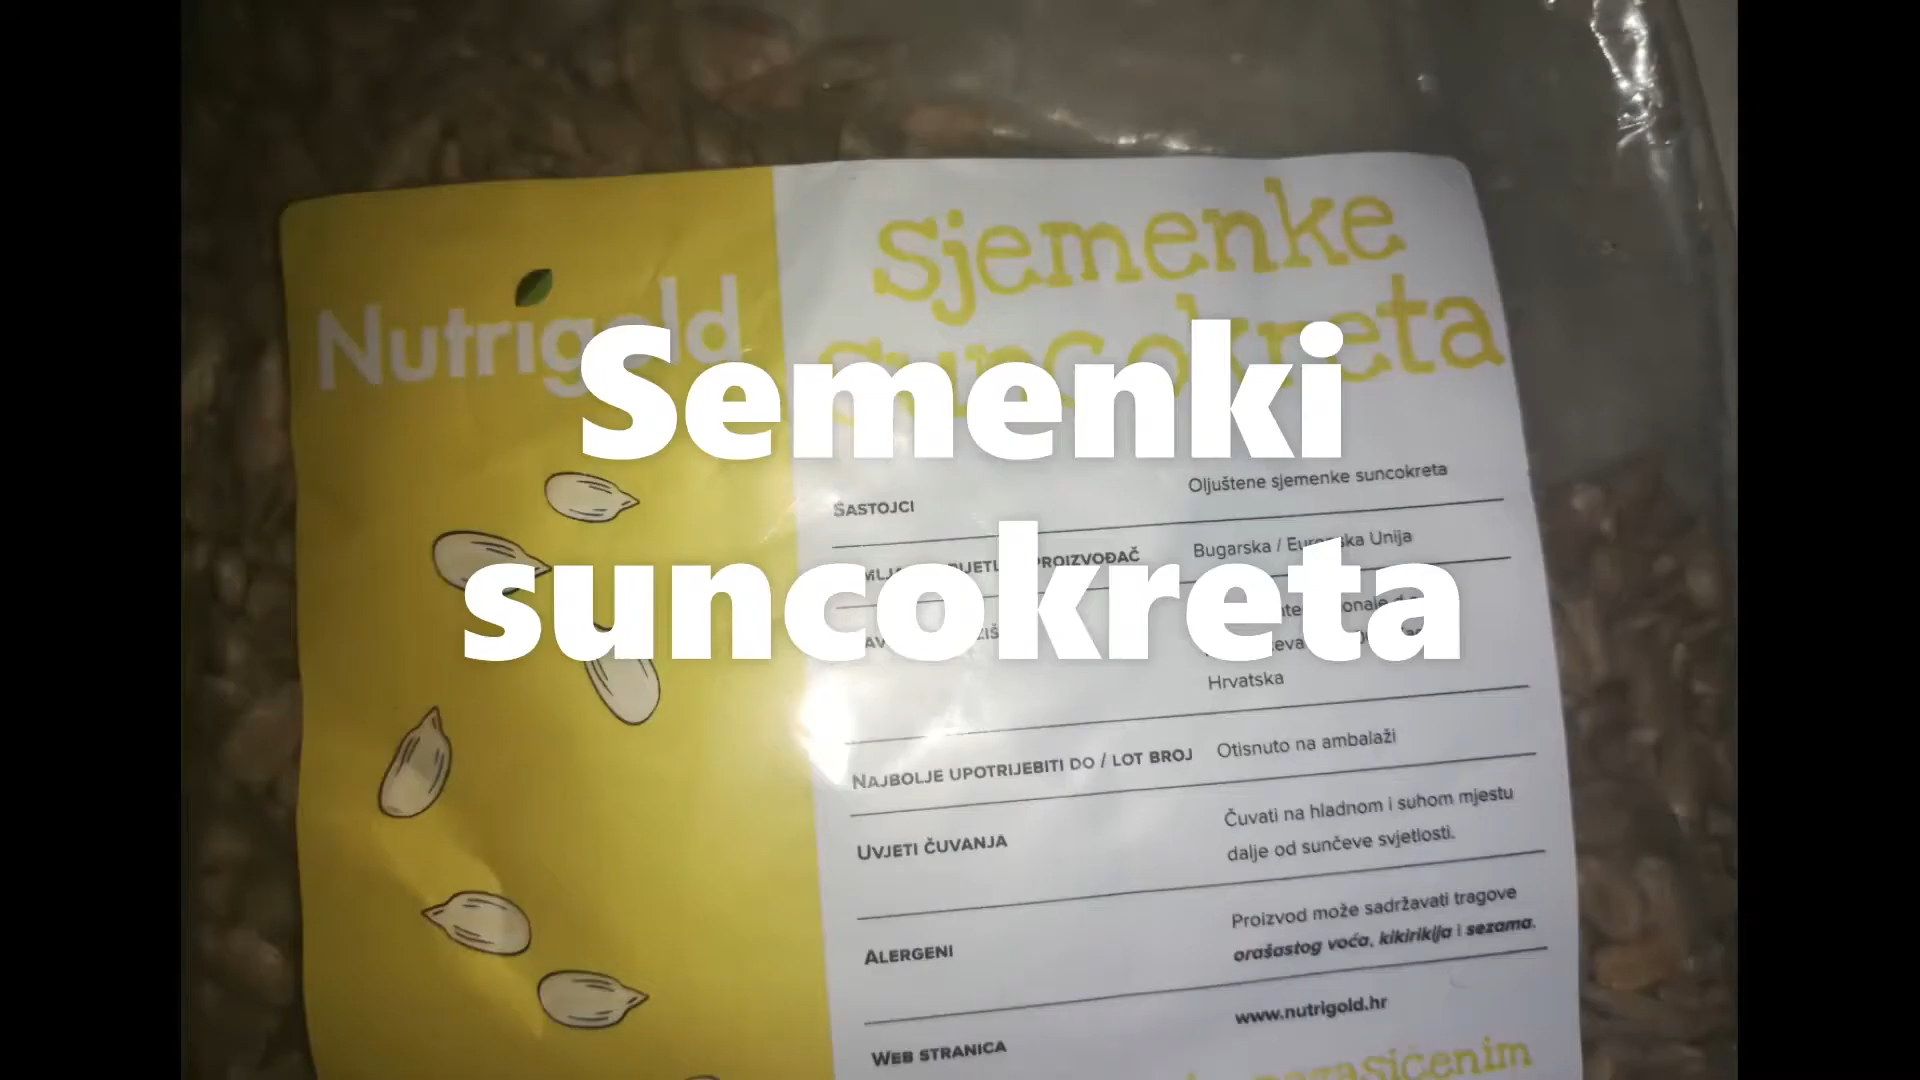 Nutrigold
Sjemenke
suncokreta
Semenki
suncokreta
SASTOJCI
Oljuštene sjemenke suncokreta
PROIZVOĐAČ
Bugarska / Europska Unija
Hrvatska
NAJBOLJE UPOTRIJEBITI DO / LOT BROJ
Otisnuto na ambalaži
UVJETI ČUVANJA
Čuvati na hladnom i suhom mjestu
dalje od sunčeve svjetlosti.
ALERGENI
Proizvod može sadržavati tragove
orašastog voća, kikirikija i sezama.
WEB STRANICA
www.nutrigold.hr